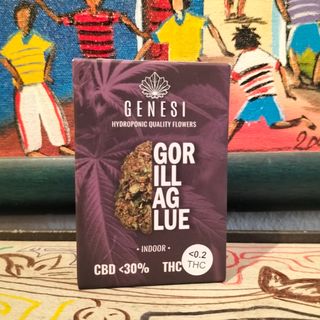 GENESI
HYDROPONIC QUALITY FLOWERS
GOR
ILL
AG
LUE
• INDOOR •
CBD <30% THC
<0.2
THC